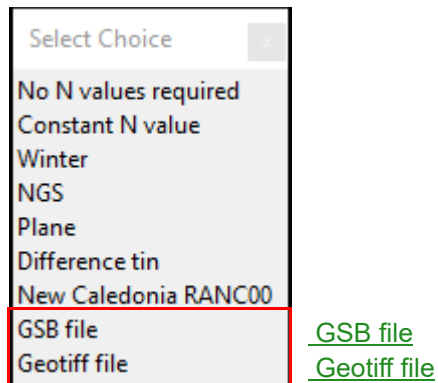 Select Choice x
No N values required
Constant N value
Winter
NGS
Plane
Difference tin
New Caledonia RANC00
GSB file GSB file
Geotiff file Geotiff file